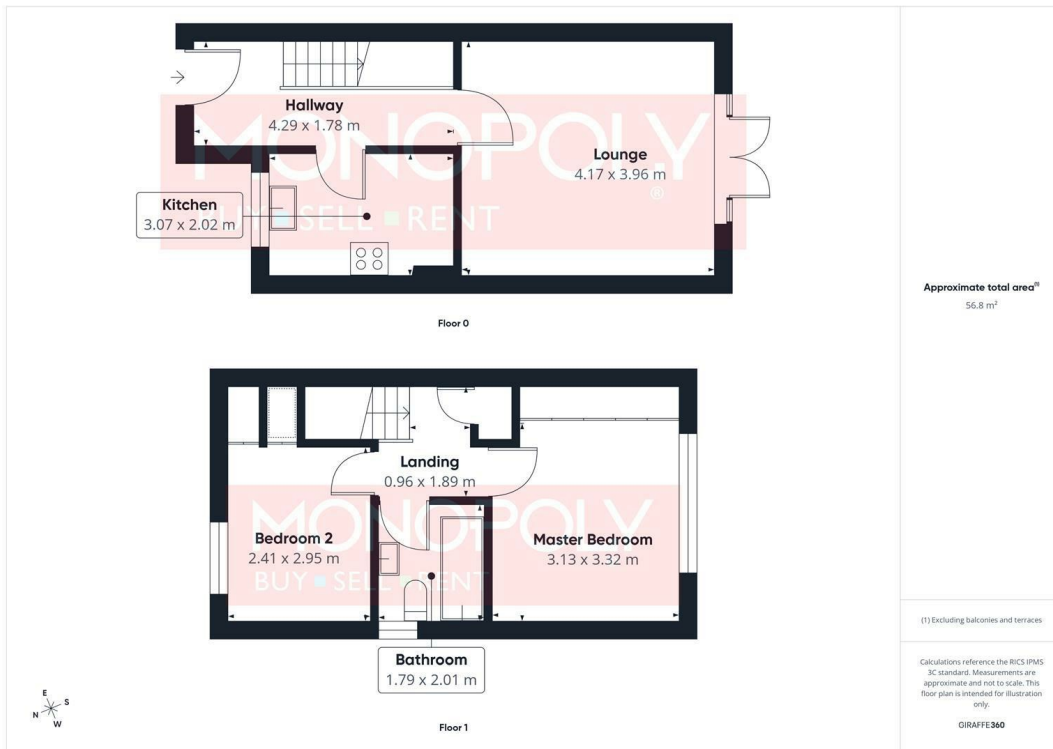 Hallway
4.29 x 1.78 m
Lounge
4.17 x 3.96 m
Kitchen
3.07 x 2.02 m
MONOPOLY
®
BUY SELL RENT
Floor 0
Approximate total area(1)
56.8 m²
Landing
0.96 x 1.89 m
Bedroom 2
2.41 x 2.95 m
Master Bedroom
3.13 x 3.32 m
MONOPOLY
BUY SELL RENT
Bathroom
1.79 x 2.01 m
Floor 1
E
S
N
W
(1) Excluding balconies and terraces
Calculations reference the RICS IPMS
3C standard. Measurements are
approximate and not to scale. This
floor plan is intended for illustration
only.
GIRAFFE360